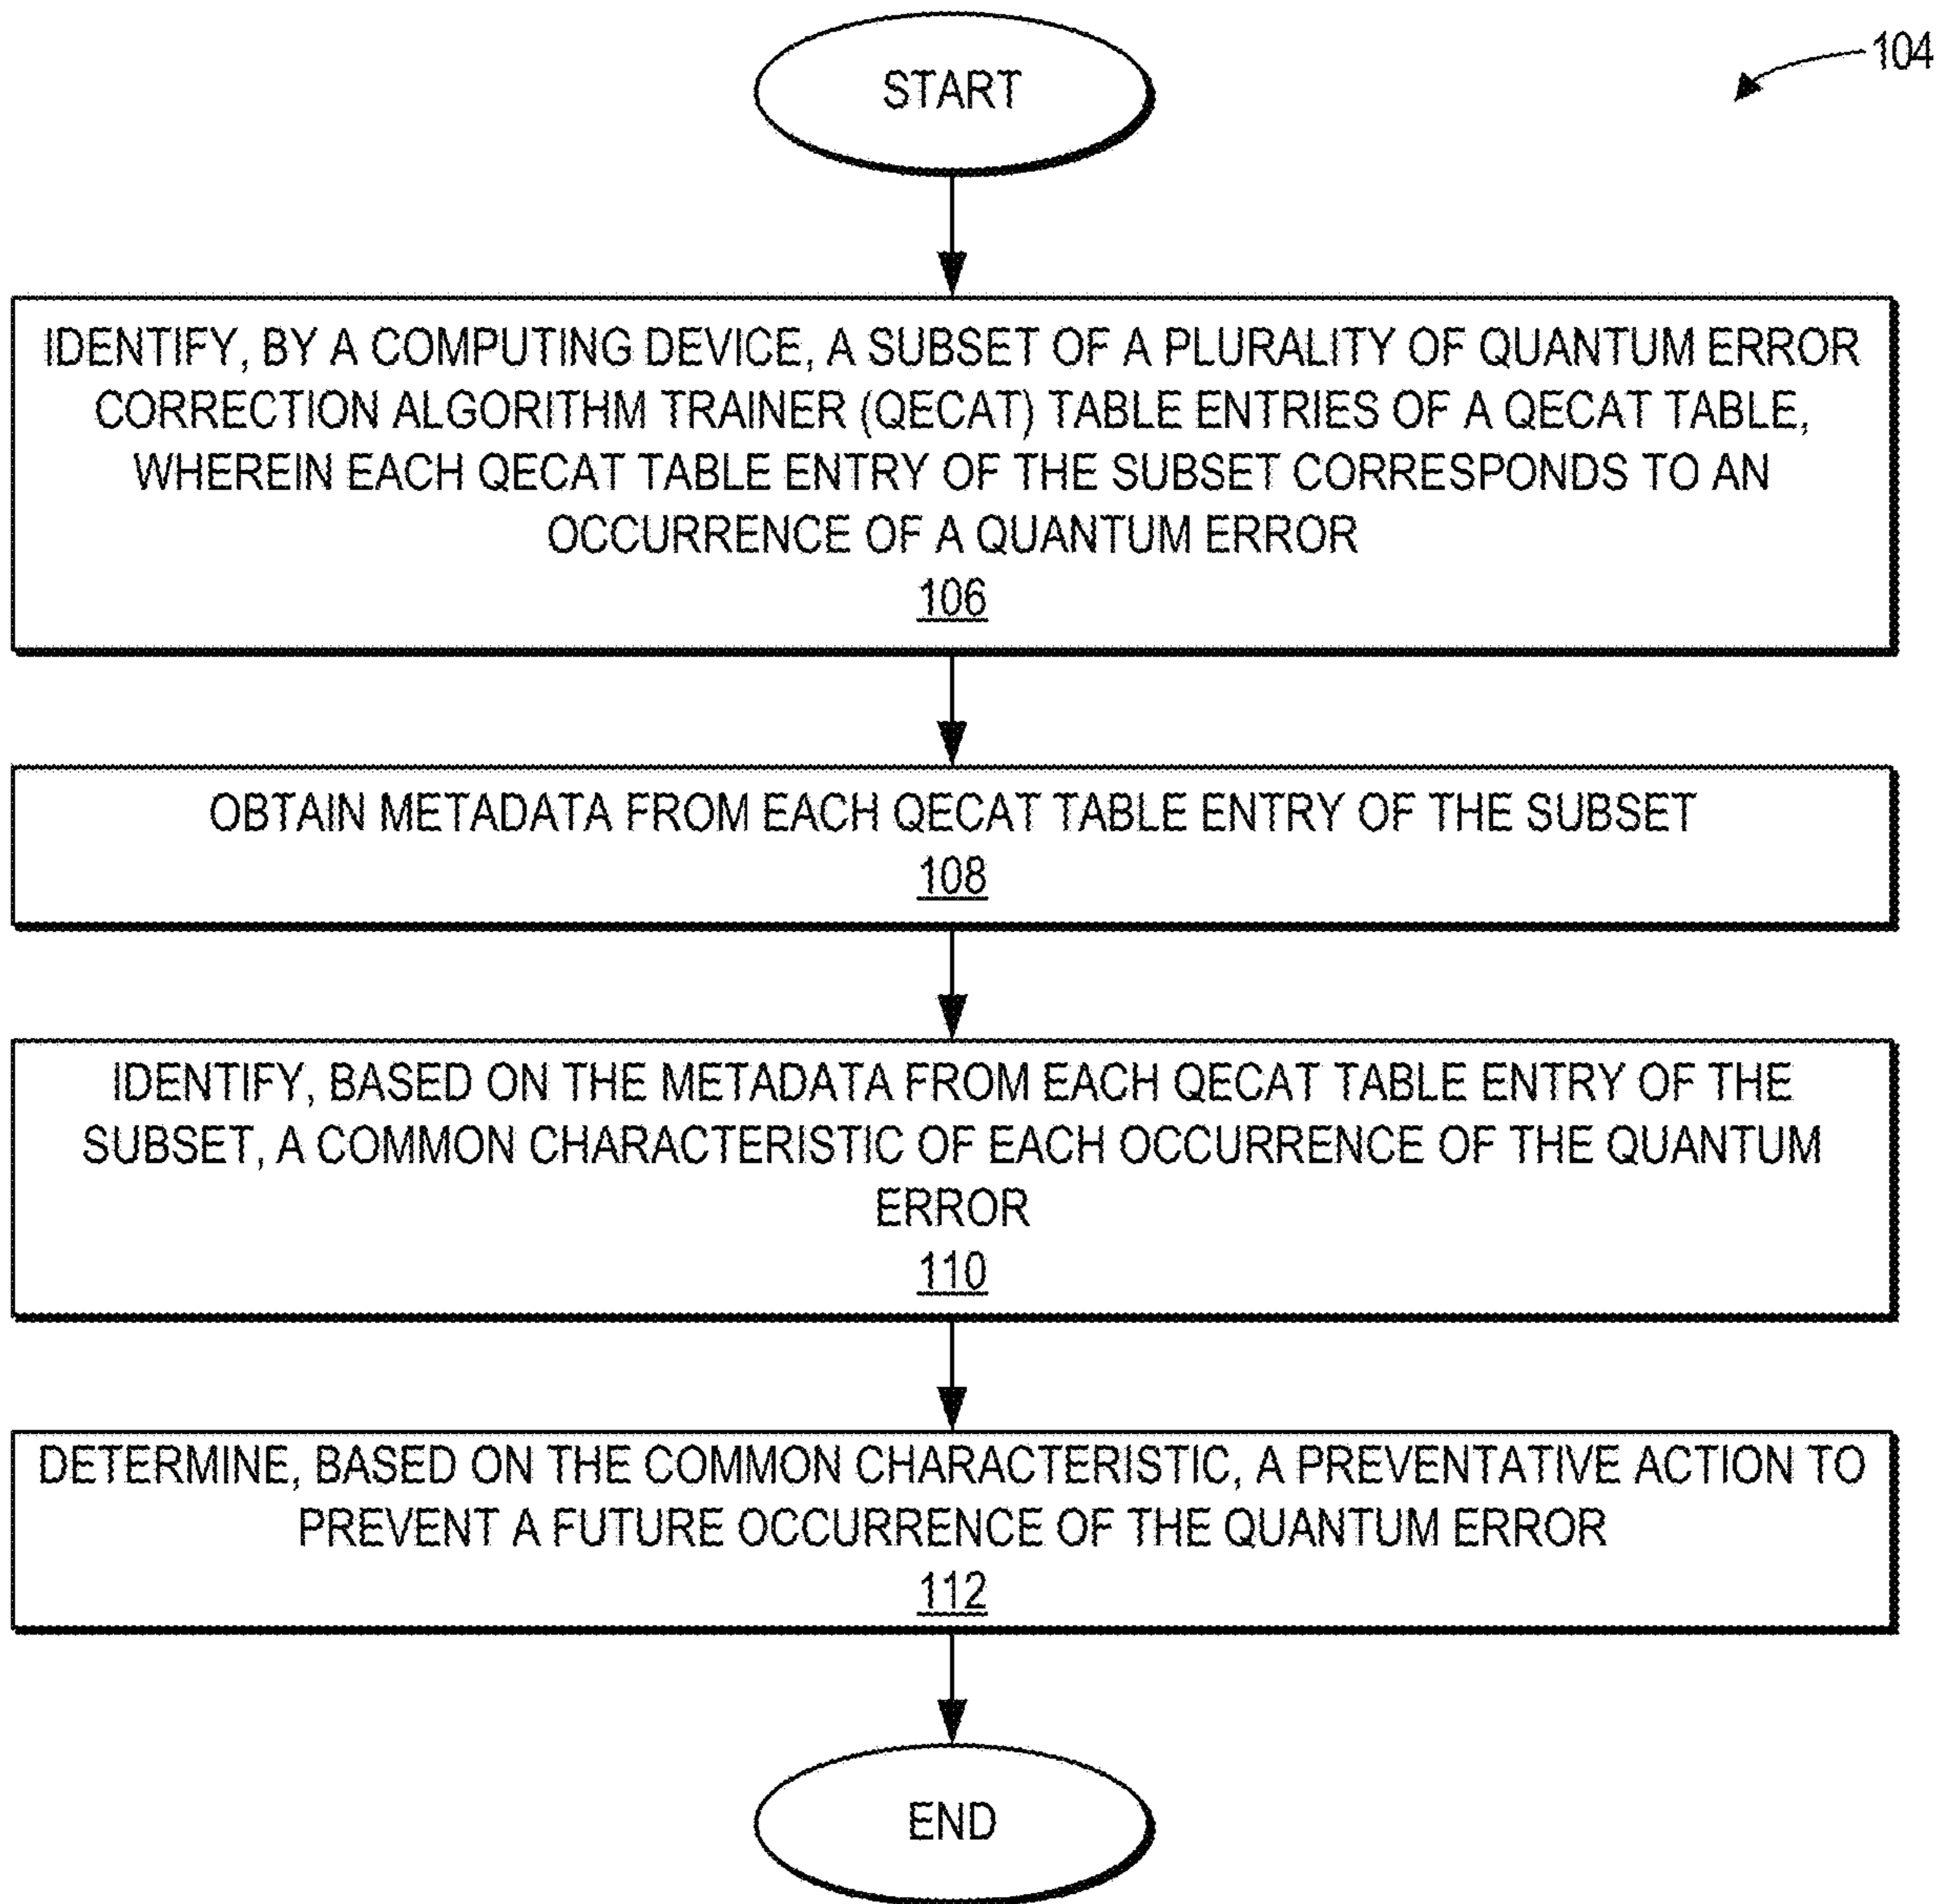 START
104
IDENTIFY, BY A COMPUTING DEVICE, A SUBSET OF A PLURALITY OF QUANTUM ERROR
CORRECTION ALGORITHM TRAINER (QECAT) TABLE ENTRIES OF A QECAT TABLE,
WHEREIN EACH QECAT TABLE ENTRY OF THE SUBSET CORRESPONDS TO AN
OCCURRENCE OF A QUANTUM ERROR
106
OBTAIN METADATA FROM EACH QECAT TABLE ENTRY OF THE SUBSET
108
IDENTIFY, BASED ON THE METADATA FROM EACH QECAT TABLE ENTRY OF THE
SUBSET, A COMMON CHARACTERISTIC OF EACH OCCURRENCE OF THE QUANTUM
ERROR
110
DETERMINE, BASED ON THE COMMON CHARACTERISTIC, A PREVENTATIVE ACTION TO
PREVENT A FUTURE OCCURRENCE OF THE QUANTUM ERROR
112
END